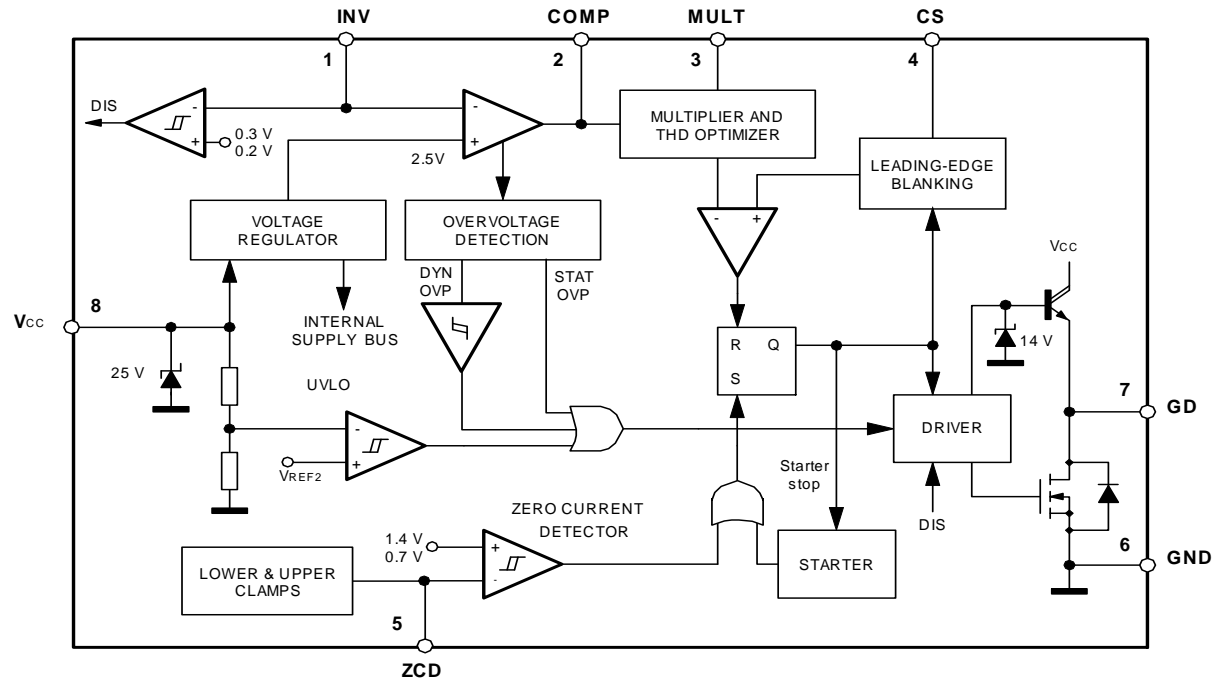 INV
COMP
MULT
CS
1
2
3
4
DIS
-
+
0.3 V
0.2 V
-
+
2.5V
MULTIPLIER AND
THD OPTIMIZER
LEADING-EDGE
BLANKING
VOLTAGE
REGULATOR
OVERVOLTAGE
DETECTION
-
+
Vcc
DYN
OVP
STAT
OVP
8
Vcc
INTERNAL
SUPPLY BUS
R
Q
S
14 V
25 V
UVLO
7
GD
-
+
VREF2
DRIVER
Starter
stop
DIS
ZERO CURRENT
DETECTOR
1.4 V
0.7 V
+
-
6
GND
LOWER & UPPER
CLAMPS
STARTER
5
ZCD